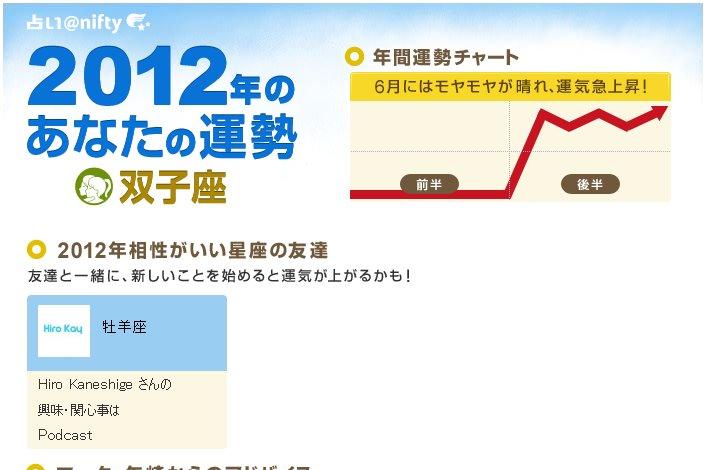 占い@nifty
2012年の
あなたの運勢
双子座
年間運勢チャート
6月にはモヤモヤが晴れ、運気急上昇!
前半
後半
2012年相性がいい星座の友達
友達と一緒に、新しいことを始めると運気が上がるかも!
Hiro Kay
牡羊座
Hiro Kaneshige さんの
興味・関心事は
Podcast